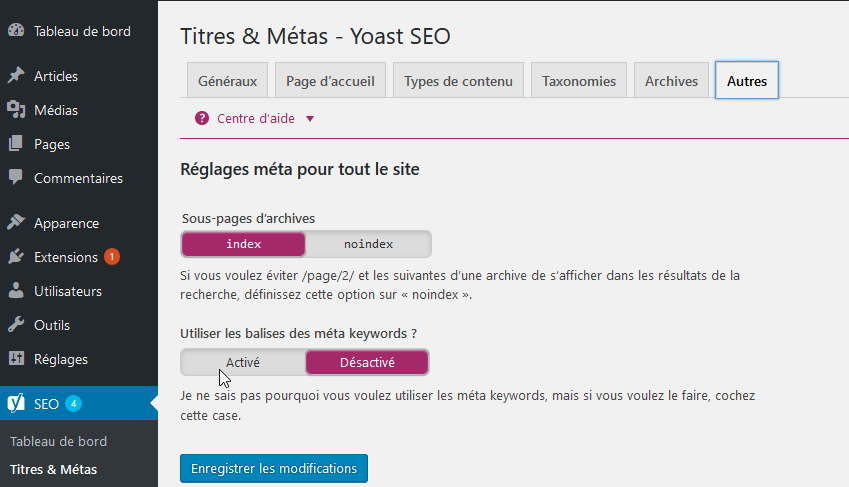 Tableau de bord
Articles
Médias
Pages
Commentaires
Apparence
Extensions 1
Utilisateurs
Outils
Réglages
SEO 4
Tableau de bord
Titres & Métas
Titres & Métas - Yoast SEO
Généraux Page d'accueil Types de contenu Taxonomies Archives Autres
? Centre d'aide
Réglages méta pour tout le site
Sous-pages d'archives
index noindex
Si vous voulez éviter /page/2/ et les suivantes d'une archive de s'afficher dans les résultats de la
recherche, définissez cette option sur « noindex ».
Utiliser les balises des méta keywords ?
Activé Désactivé
Je ne sais pas pourquoi vous voulez utiliser les méta keywords, mais si vous voulez le faire, cochez
cette case.
Enregistrer les modifications